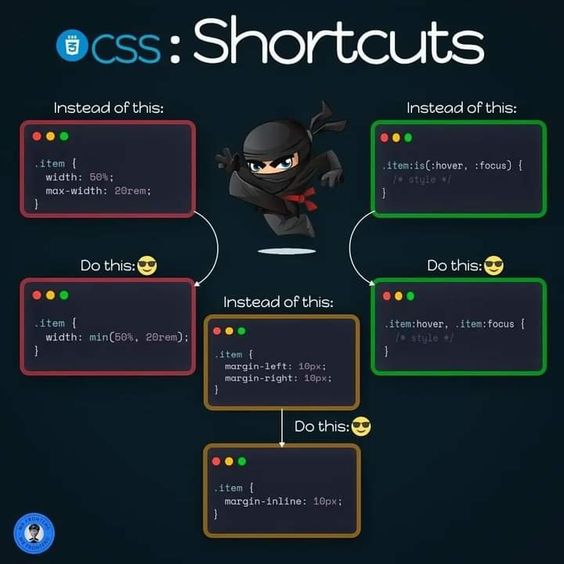 CSS : Shortcuts
Instead of this:
.item {
width: 50%;
max-width: 20rem;
}
Do this:😎
.item {
width: min(50%, 20rem);
}
Instead of this:
.item:is(:hover, :focus) {
/* style */
}
Do this:😎
.item:hover, .item:focus {
/* style */
}
Instead of this:
.item {
margin-left: 10px;
margin-right: 10px;
}
Do this:😎
.item {
margin-inline: 10px;
}